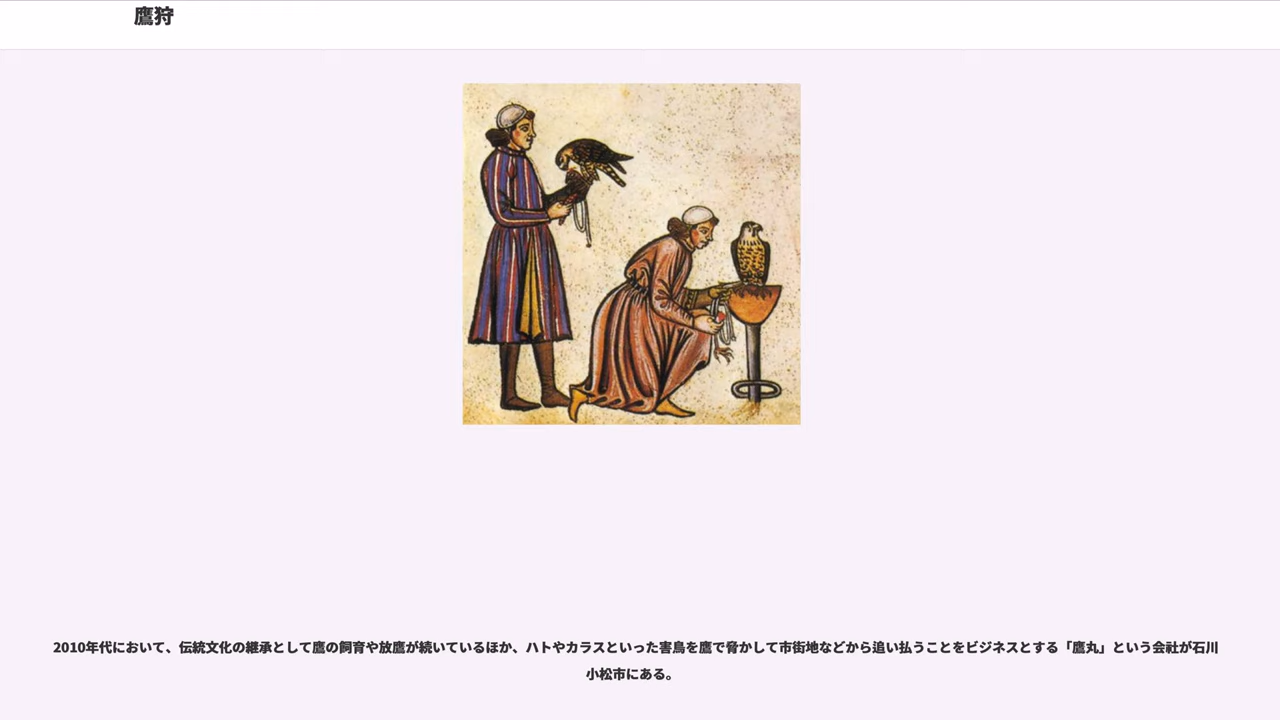 鷹狩
2010年代において、伝統文化の継承として鷹の飼育や放鷹が続いているほか、ハトやカラスといった害鳥を鷹で脅かして市街地などから追い払うことをビジネスとする「鷹丸」という会社が石川
小松市にある。